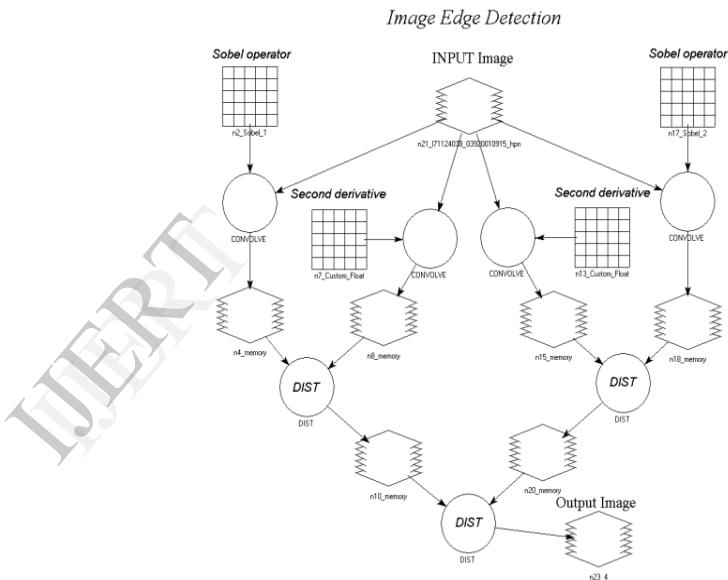 Image Edge Detection
Sobel operator
INPUT Image
Sobel operator
n2_Sobel_1
n17_Sobel_2
Second derivative
Second derivative
CONVOLVE
n7_Custom_Float
CONVOLVE
CONVOLVE
n13_Custom_Float
CONVOLVE
n4_memory
n8_memory
n15_memory
n18_memory
DIST
DIST
DIST
DIST
n10_memory
n20_memory
Output Image
DIST
DIST
n23_4
IJERT